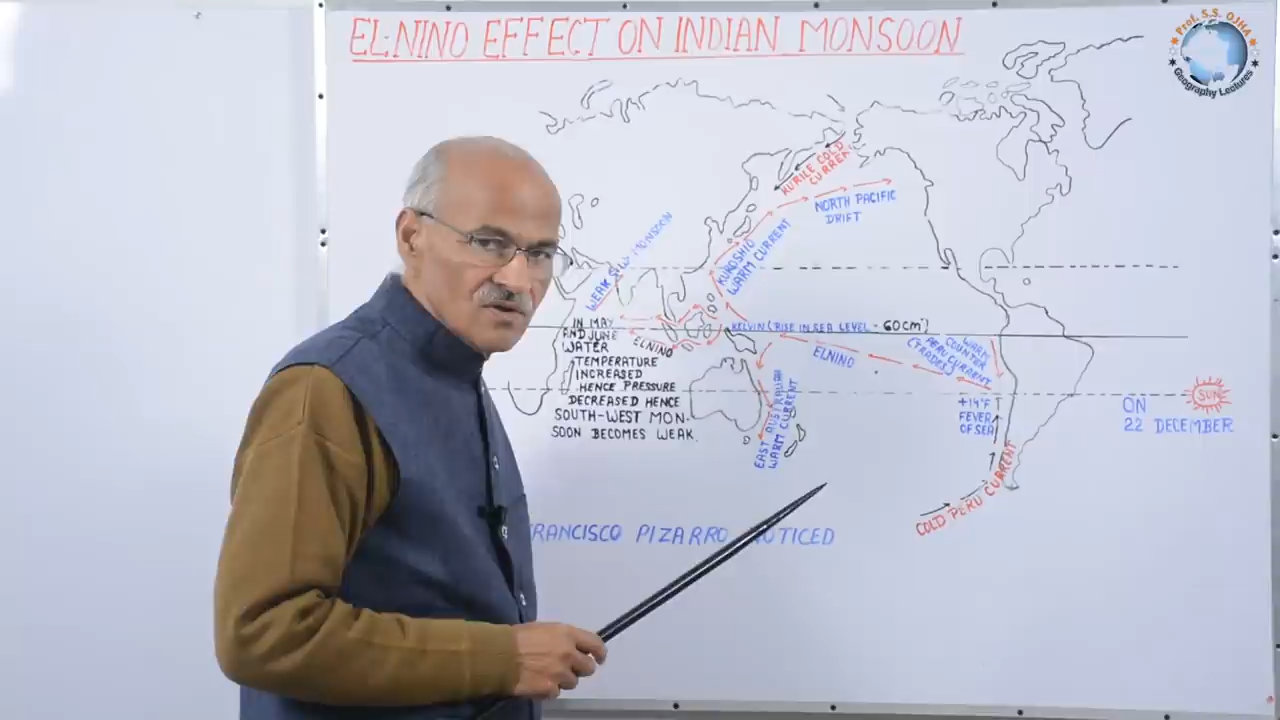 EL-NINO EFFECT ON INDIAN MONSOON
Prof. S.S. OJHA
Geography Lectures
KURILE COLD
CURRENT
NORTH PACIFIC
DRIFT
KUROSHIO
WARM CURRENT
WEAK S.W. MONSOON
KELVIN (RISE IN SEA LEVEL - 60cm)
IN MAY
AND JUNE
WATER
TEMPERATURE
INCREASED
HENCE PRESSURE
DECREASED HENCE
SOUTH-WEST MON-
SOON BECOMES WEAK.
ELNINO
ELNINO
WARM
COUNTER
PERU CURRENT
(TRADES)
EAST AUSTRALIAN
WARM CURRENT
+14°F
FEVER
OF SEA
COLD PERU CURRENT
SUN
ON
22 DECEMBER
RANCISCO PIZARRO NOTICED